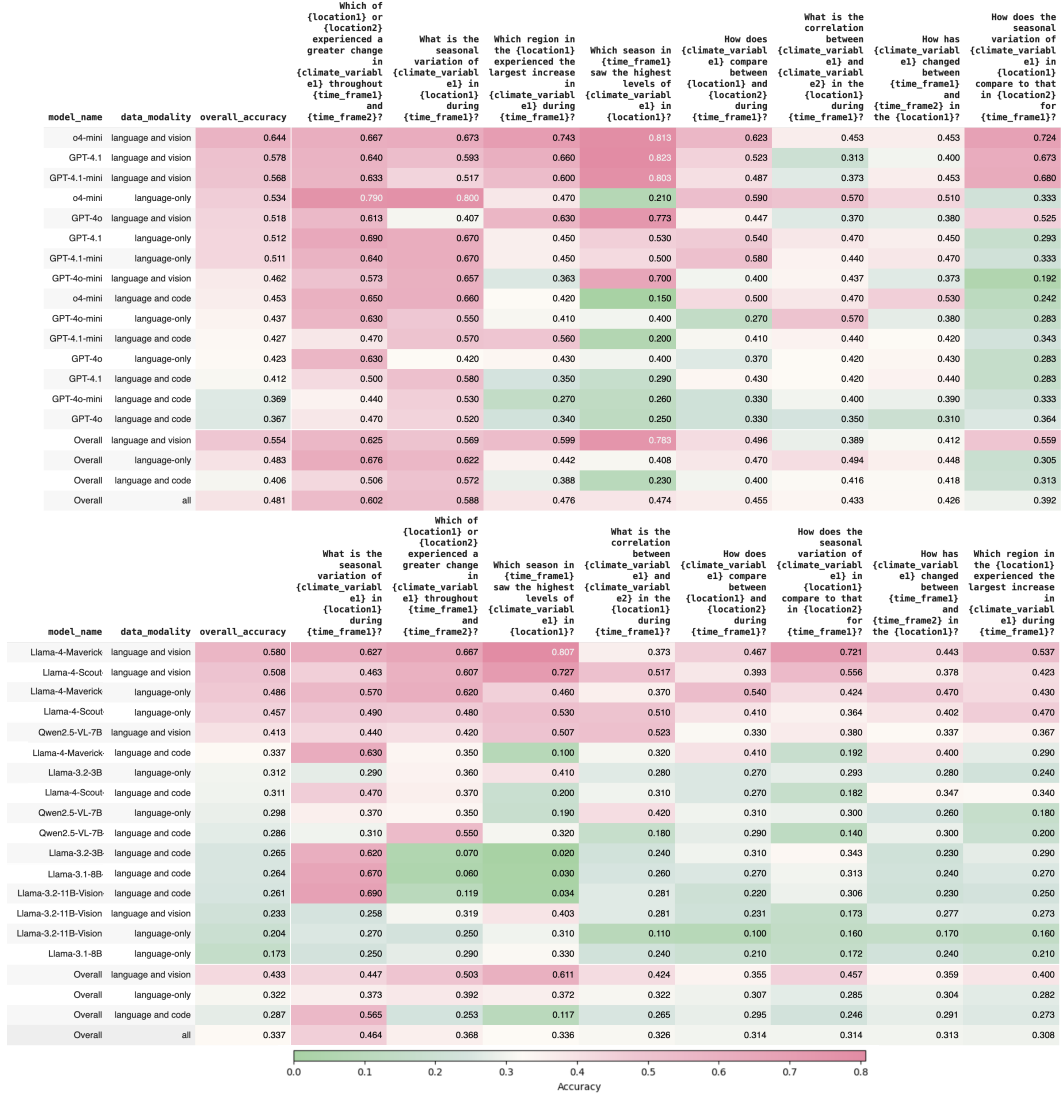 model_name data_modality overall_accuracy Which of {location1} or {location2} experienced a greater change in {climate_variable1} throughout {time_frame1} and {time_frame2}? What is the seasonal variation of {climate_variable1} in {location1} during {time_frame1}? Which region in the {location1} experienced the largest increase in {climate_variable1} during {time_frame1}? Which season in {time_frame1} saw the highest levels of {climate_variable1} in {location1}? How does {climate_variable1} compare between {location1} and {location2} during {time_frame1}? What is the correlation between {climate_variable1} and {climate_variable2} in the {location1} during {time_frame1}? How has {climate_variable1} changed between {time_frame1} and {time_frame2} in the {location1}? How does the seasonal variation of {climate_variable1} in {location1} compare to that in {location2} for {time_frame1}?
o4-mini language and vision 0.644 0.667 0.673 0.743 0.813 0.623 0.453 0.453 0.724
GPT-4.1 language and vision 0.578 0.640 0.593 0.660 0.823 0.523 0.313 0.400 0.673
GPT-4.1-mini language and vision 0.568 0.633 0.517 0.600 0.803 0.487 0.373 0.453 0.680
o4-mini language-only 0.534 0.790 0.800 0.470 0.210 0.590 0.570 0.510 0.333
GPT-4o language and vision 0.518 0.613 0.407 0.630 0.773 0.447 0.370 0.380 0.525
GPT-4.1 language-only 0.512 0.690 0.670 0.450 0.530 0.540 0.470 0.450 0.293
GPT-4.1-mini language-only 0.511 0.640 0.670 0.450 0.500 0.580 0.440 0.470 0.333
GPT-4o-mini language and vision 0.462 0.573 0.657 0.363 0.700 0.400 0.437 0.373 0.192
o4-mini language and code 0.453 0.650 0.660 0.420 0.150 0.500 0.470 0.530 0.242
GPT-4o-mini language-only 0.437 0.630 0.550 0.410 0.400 0.270 0.570 0.380 0.283
GPT-4.1-mini language and code 0.427 0.470 0.570 0.560 0.200 0.410 0.440 0.420 0.343
GPT-4o language-only 0.423 0.630 0.420 0.430 0.400 0.370 0.420 0.430 0.283
GPT-4.1 language and code 0.412 0.500 0.580 0.350 0.290 0.430 0.420 0.440 0.283
GPT-4o-mini language and code 0.369 0.440 0.530 0.270 0.260 0.330 0.400 0.390 0.333
GPT-4o language and code 0.367 0.470 0.520 0.340 0.250 0.330 0.350 0.310 0.364
Overall language and vision 0.554 0.625 0.569 0.599 0.783 0.496 0.389 0.412 0.559
Overall language-only 0.483 0.676 0.622 0.442 0.408 0.470 0.494 0.448 0.305
Overall language and code 0.406 0.506 0.572 0.388 0.230 0.400 0.416 0.418 0.313
Overall all 0.481 0.602 0.588 0.476 0.474 0.455 0.433 0.426 0.392
model_name data_modality overall_accuracy What is the seasonal variation of {climate_variable1} in {location1} during {time_frame1}? Which of {location1} or {location2} experienced a greater change in {climate_variable1} throughout {time_frame1} and {time_frame2}? Which season in {time_frame1} saw the highest levels of {climate_variable1} in {location1}? What is the correlation between {climate_variable1} and {climate_variable2} in the {location1} during {time_frame1}? How does {climate_variable1} compare between {location1} and {location2} during {time_frame1}? How does the seasonal variation of {climate_variable1} in {location1} compare to that in {location2} for {time_frame1}? How has {climate_variable1} changed between {time_frame1} and {time_frame2} in the {location1}? Which region in the {location1} experienced the largest increase in {climate_variable1} during {time_frame1}?
Llama-4-Maverick language and vision 0.580 0.627 0.667 0.807 0.373 0.467 0.721 0.443 0.537
Llama-4-Scout language and vision 0.508 0.463 0.607 0.727 0.517 0.393 0.556 0.378 0.423
Llama-4-Maverick language-only 0.486 0.570 0.620 0.460 0.370 0.540 0.424 0.470 0.430
Llama-4-Scout language-only 0.457 0.490 0.480 0.530 0.510 0.410 0.364 0.402 0.470
Qwen2.5-VL-7B language and vision 0.413 0.440 0.420 0.507 0.523 0.330 0.380 0.337 0.367
Llama-4-Maverick language and code 0.337 0.630 0.350 0.100 0.320 0.410 0.192 0.400 0.290
Llama-3.2-3B language-only 0.312 0.290 0.360 0.410 0.280 0.270 0.293 0.280 0.240
Llama-4-Scout language and code 0.311 0.470 0.370 0.200 0.310 0.270 0.182 0.347 0.340
Qwen2.5-VL-7B language-only 0.298 0.370 0.350 0.190 0.420 0.310 0.300 0.260 0.180
Qwen2.5-VL-7B language and code 0.286 0.310 0.550 0.320 0.180 0.290 0.140 0.300 0.200
Llama-3.2-3B language and code 0.265 0.620 0.070 0.020 0.240 0.310 0.343 0.230 0.290
Llama-3.1-8B language and code 0.264 0.670 0.060 0.030 0.260 0.270 0.313 0.240 0.270
Llama-3.2-11B-Vision language and code 0.261 0.690 0.119 0.034 0.281 0.220 0.306 0.230 0.250
Llama-3.2-11B-Vision language and vision 0.233 0.258 0.319 0.403 0.281 0.231 0.173 0.277 0.273
Llama-3.2-11B-Vision language-only 0.204 0.270 0.250 0.310 0.110 0.100 0.160 0.170 0.160
Llama-3.1-8B language-only 0.173 0.250 0.290 0.330 0.240 0.210 0.172 0.240 0.210
Overall language and vision 0.433 0.447 0.503 0.611 0.424 0.355 0.457 0.359 0.400
Overall language-only 0.322 0.373 0.392 0.372 0.322 0.307 0.285 0.304 0.282
Overall language and code 0.287 0.565 0.253 0.117 0.265 0.295 0.246 0.291 0.273
Overall all 0.337 0.464 0.368 0.336 0.326 0.314 0.314 0.313 0.308
0.0 0.1 0.2 0.3 0.4 0.5 0.6 0.7 0.8
Accuracy